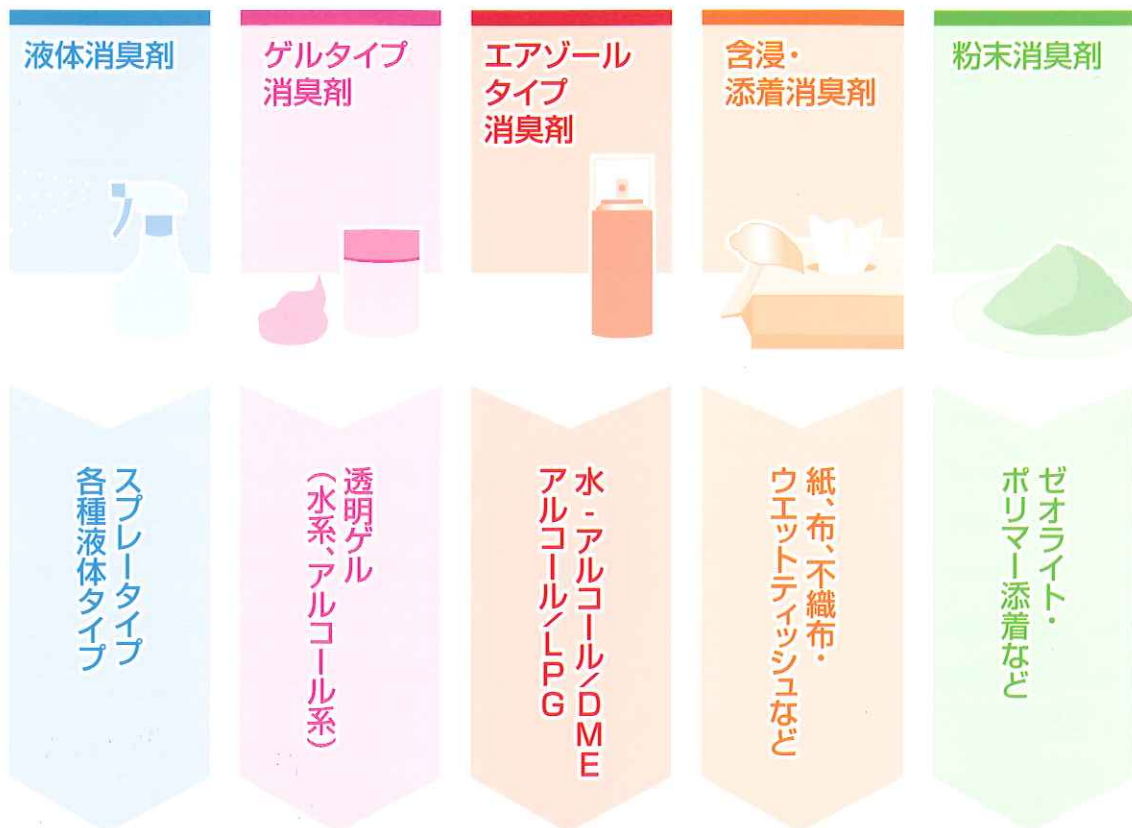 液体消臭剤
ゲルタイプ
消臭剤
エアゾール
タイプ
消臭剤
含浸・
添着消臭剤
粉末消臭剤
スプレータイプ
各種液体タイプ
透明ゲル
(水系、アルコール系)
水-アルコール/DME
アルコール/LPG
紙、布、不織布・
ウエットティッシュなど
ゼオライト・
ポリマー添着など